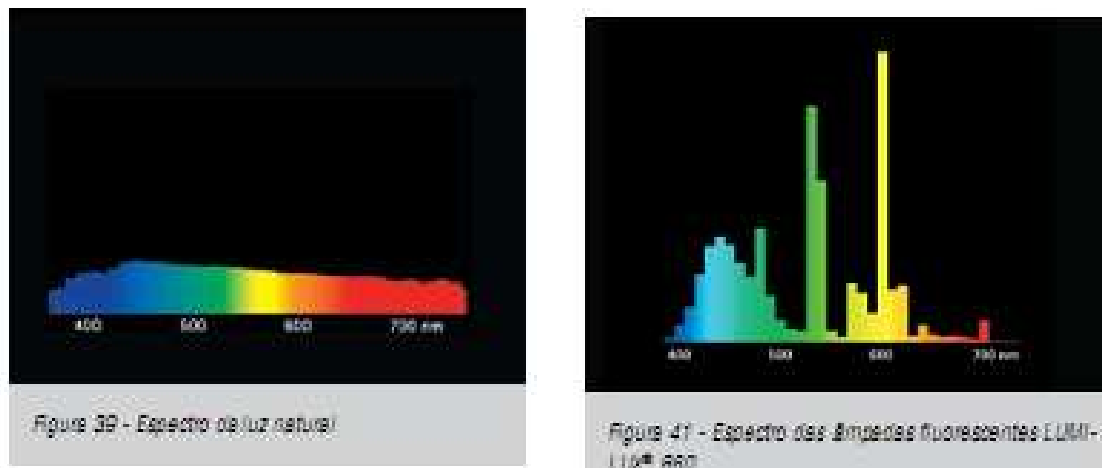 400 500 600 700 nm
Figura 39 - Espectro da luz natural
400 500 600 700 nm
Figura 41 - Espectro das lâmpadas fluorescentes LUMI-
LUX®